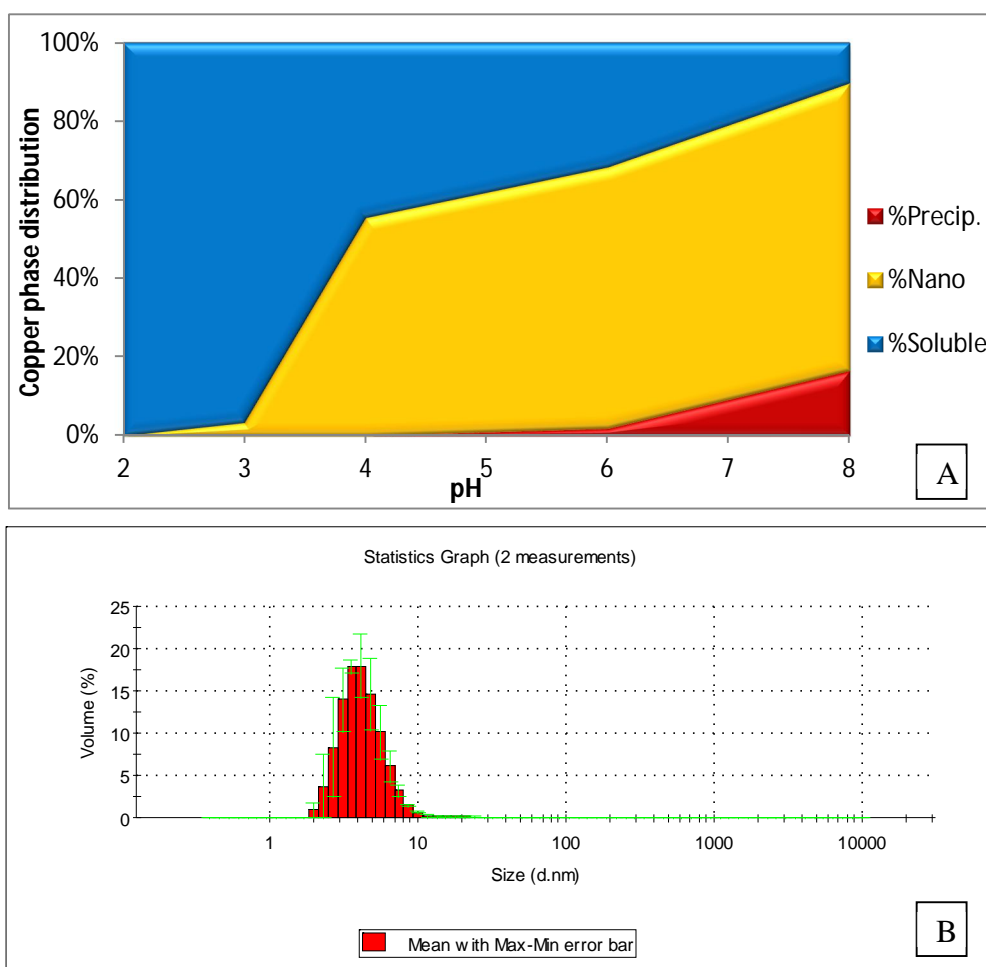 100%
80%
60%
40%
20%
0%
Copper phase distribution
2 3 4 5 6 7 8
pH
%Precip.
%Nano
%Soluble
A
Statistics Graph (2 measurements)
25
20
15
10
5
0
Volume (%)
1 10 100 1000 10000
Size (d.nm)
Mean with Max-Min error bar
B